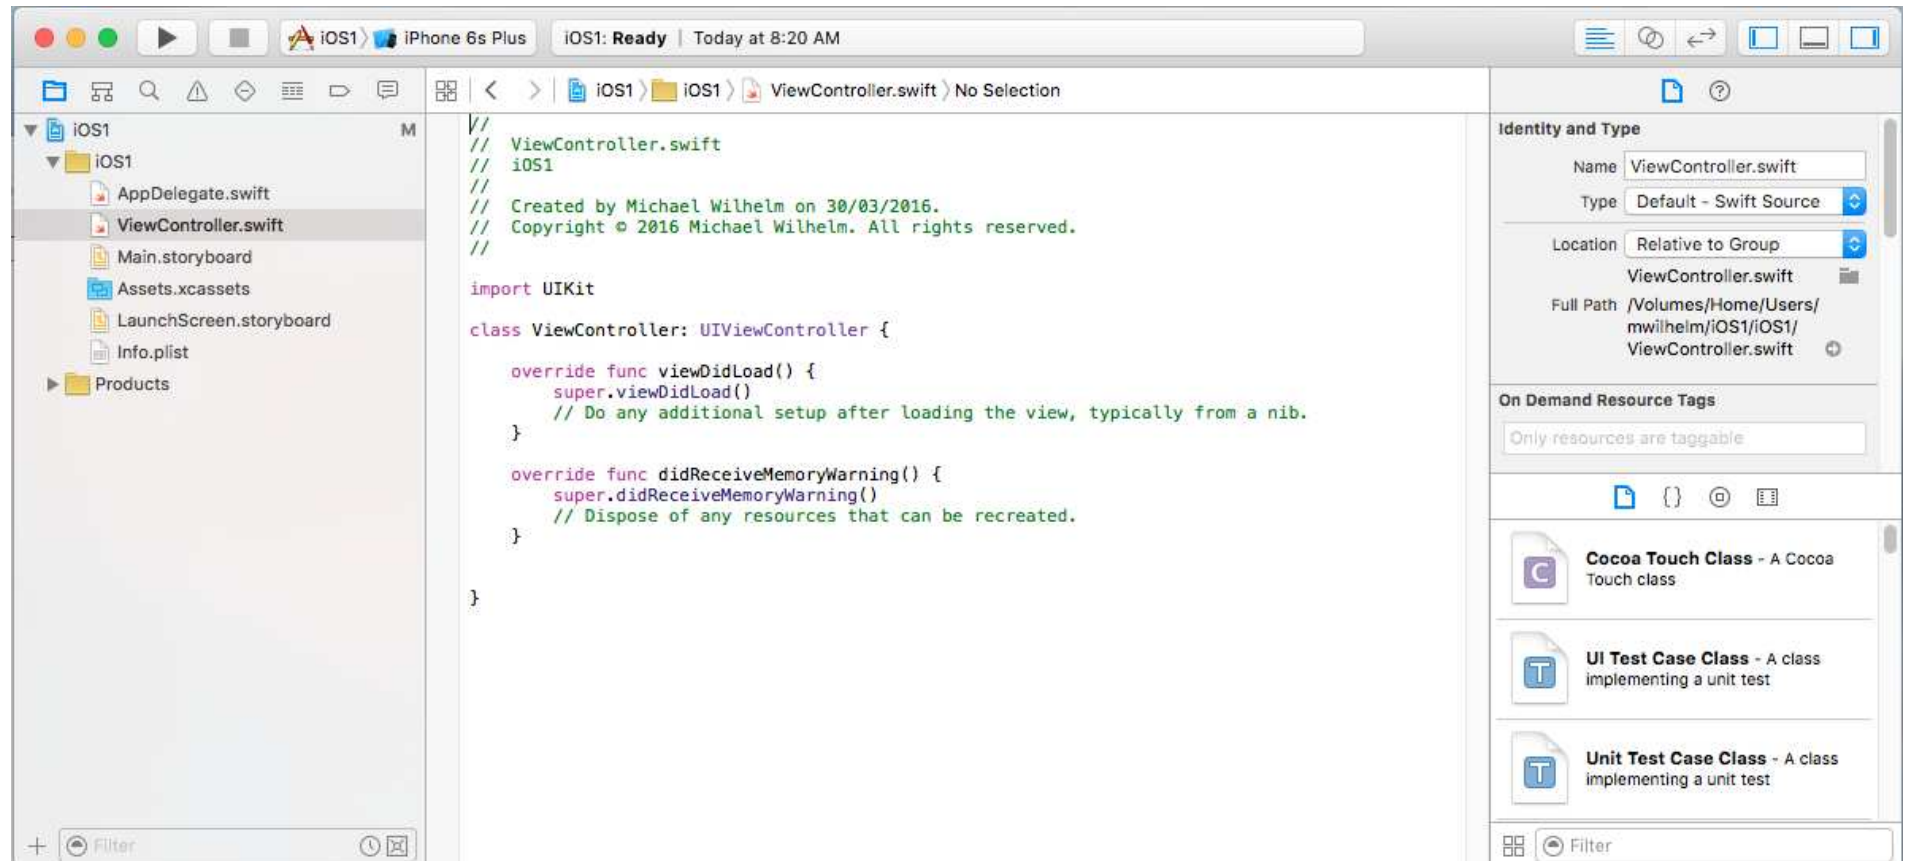 iOS1 〉 iPhone 6s Plus
iOS1: Ready | Today at 8:20 AM
iOS1
M
iOS1
AppDelegate.swift
ViewController.swift
Main.storyboard
Assets.xcassets
LaunchScreen.storyboard
Info.plist
Products
Filter
iOS1 〉 iOS1 〉 ViewController.swift 〉 No Selection
//
//  ViewController.swift
//  iOS1
//
//  Created by Michael Wilhelm on 30/03/2016.
//  Copyright © 2016 Michael Wilhelm. All rights reserved.
//
import UIKit
class ViewController: UIViewController {
    override func viewDidLoad() {
        super.viewDidLoad()
        // Do any additional setup after loading the view, typically from a nib.
    }
    override func didReceiveMemoryWarning() {
        super.didReceiveMemoryWarning()
        // Dispose of any resources that can be recreated.
    }
}
Identity and Type
Name ViewController.swift
Type Default - Swift Source
Location Relative to Group
ViewController.swift
Full Path /Volumes/Home/Users/
mwilhelm/iOS1/iOS1/
ViewController.swift
On Demand Resource Tags
Only resources are taggable
{}
C
Cocoa Touch Class - A Cocoa
Touch class
T
UI Test Case Class - A class
implementing a unit test
T
Unit Test Case Class - A class
implementing a unit test
Filter